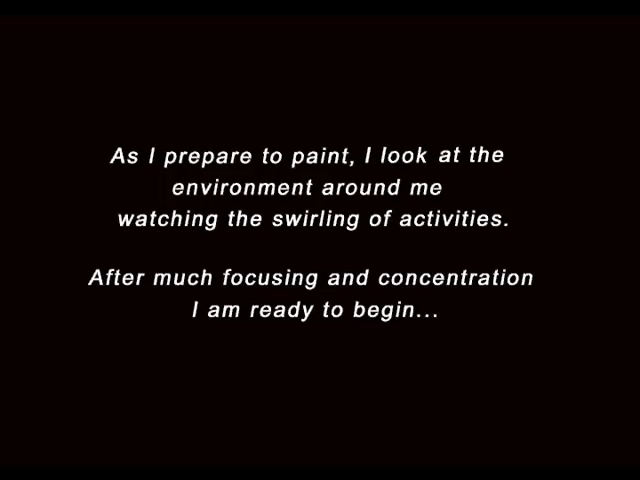 As I prepare to paint, I look at the
environment around me
watching the swirling of activities.
After much focusing and concentration
I am ready to begin...